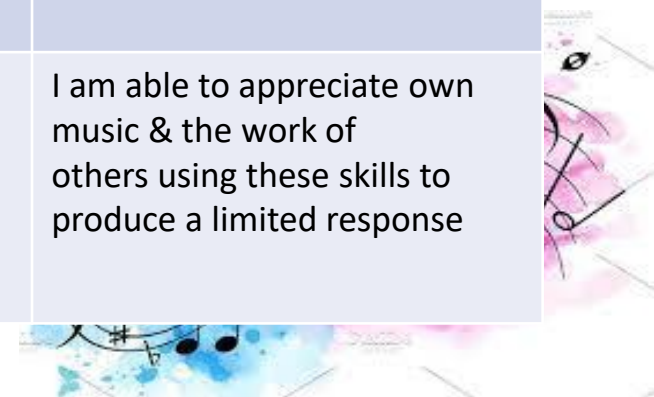 I am able to appreciate own
music & the work of
others using these skills to
produce a limited response